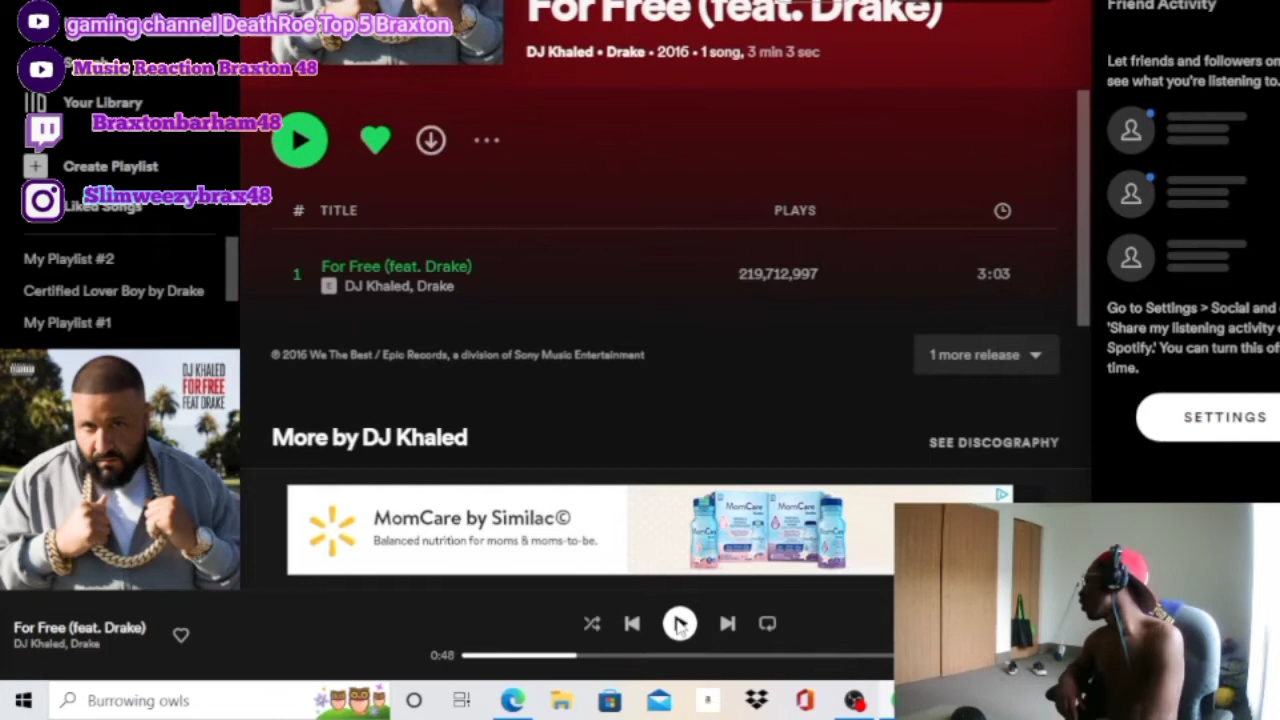 gaming channel DeathRoe Top 5 Braxton
Music Reaction Braxton 48
Your Library
Braxtonbarham48
Create Playlist
Slimweezybrax48
Liked Songs
My Playlist #2
Certified Lover Boy by Drake
My Playlist #1
For Free (feat. Drake)
DJ Khaled • Drake • 2016 • 1 song, 3 min 3 sec
# TITLE PLAYS
1 For Free (feat. Drake) 219,712,997 3:03
E DJ Khaled, Drake
℗ 2016 We The Best / Epic Records, a division of Sony Music Entertainment
1 more release
More by DJ Khaled
SEE DISCOGRAPHY
MomCare by Similac©
Balanced nutrition for moms & moms-to-be.
MomCare MomCare
Friend Activity
Let friends and followers on
see what you're listening to.
Go to Settings > Social and
'Share my listening activity
Spotify.' You can turn this of
time.
SETTINGS
DJ KHALED
FOR FREE
FEAT DRAKE
For Free (feat. Drake)
DJ Khaled, Drake
0:48
Burrowing owls